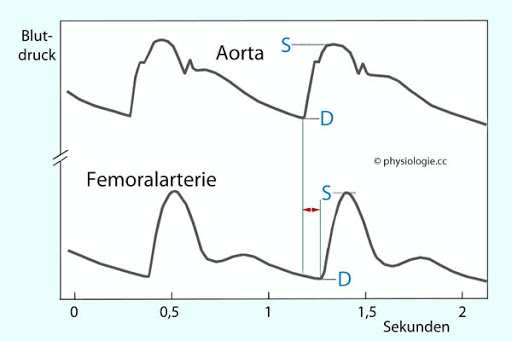 Blut-
druck
Aorta
S
D
© physiologie.cc
Femoralarterie
S
D
0
0,5
1
1,5
2
Sekunden